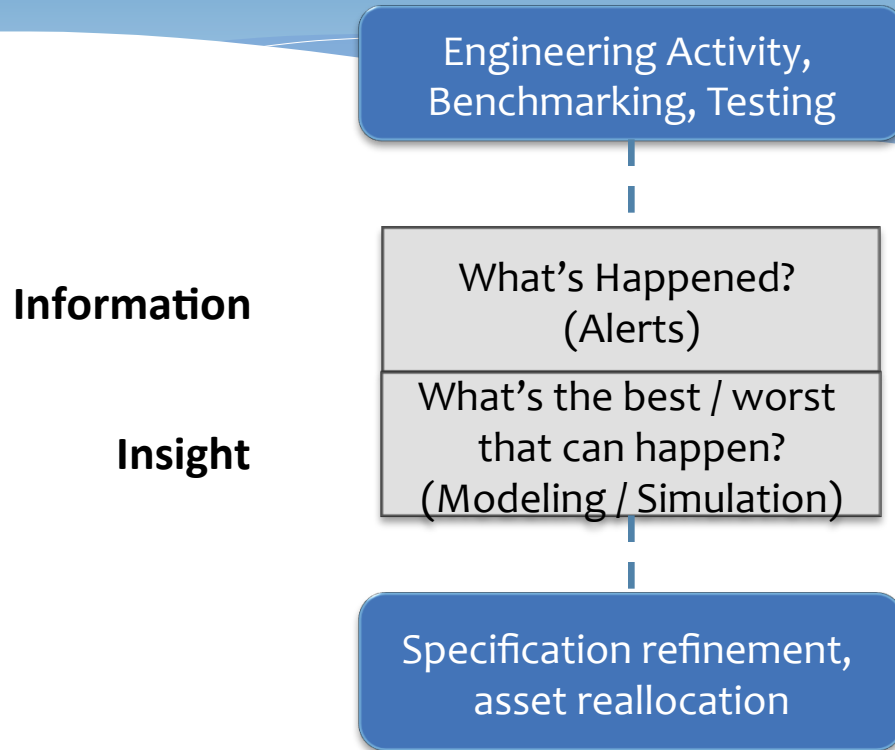 Engineering Activity,
Benchmarking, Testing
Information
What’s Happened?
(Alerts)
Insight
What’s the best / worst
that can happen?
(Modeling / Simulation)
Specification refinement,
asset reallocation